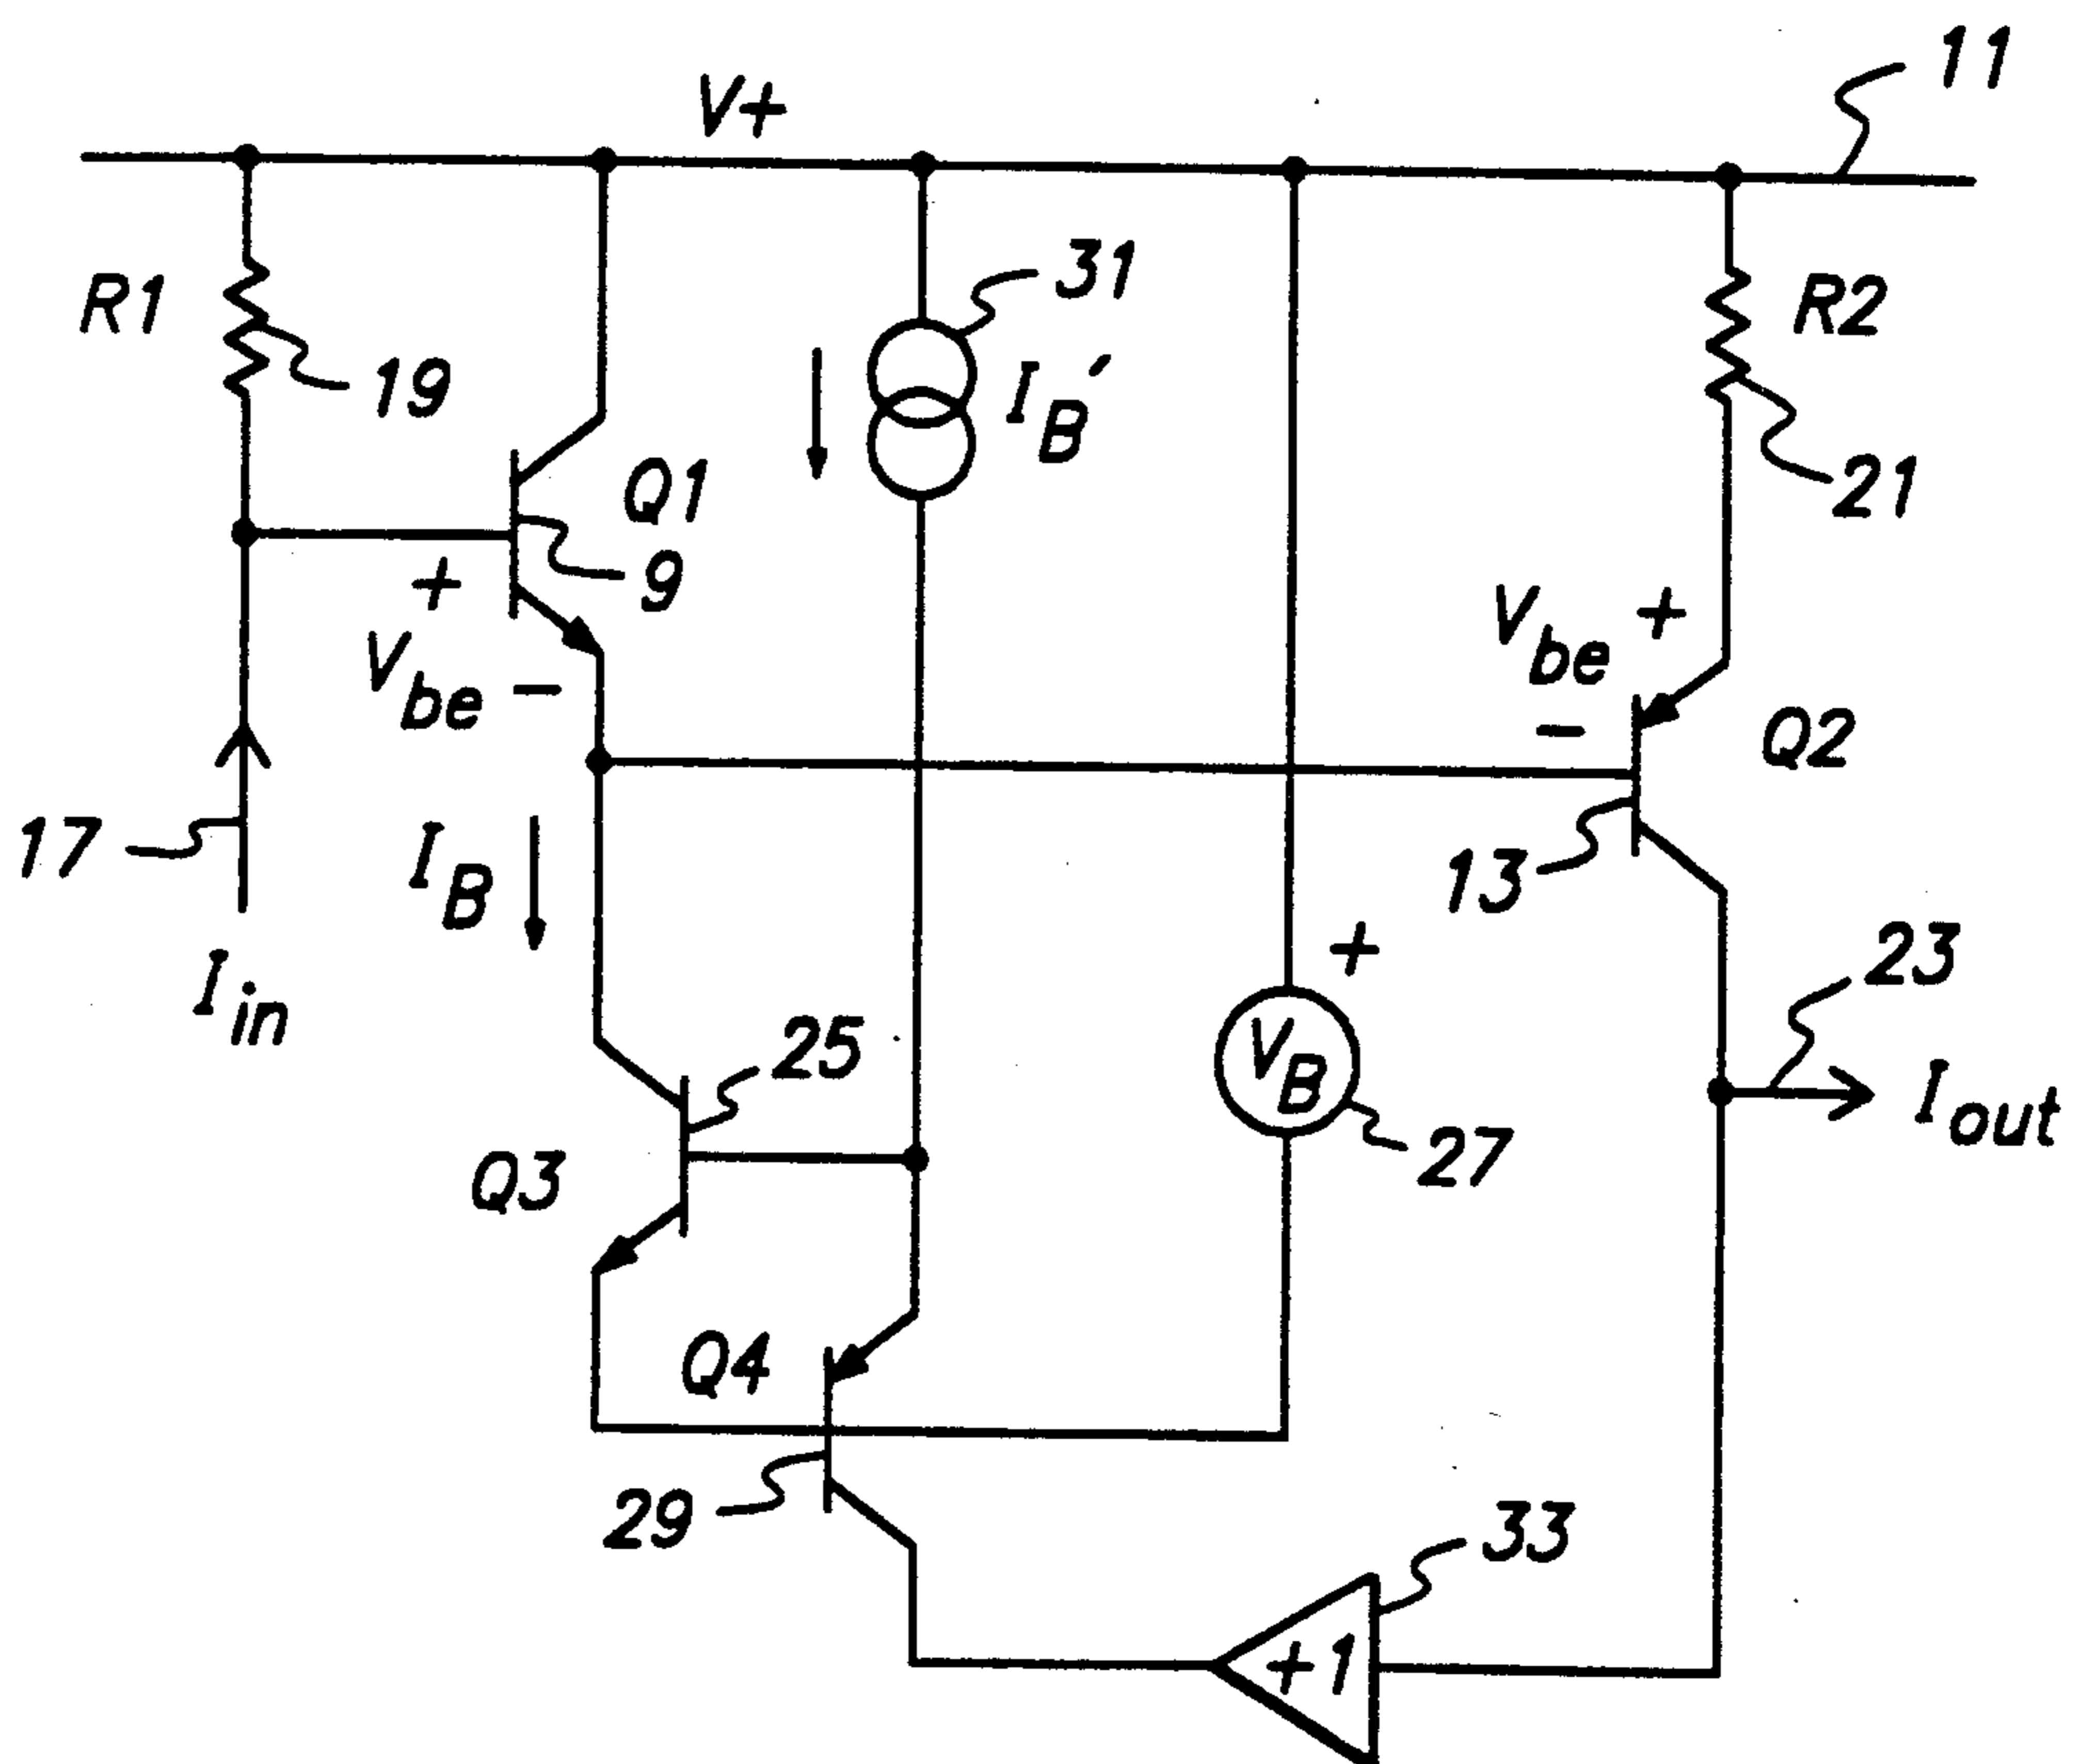 11
V+
31
R1
R2
19
I_B'
21
Q1
9
+
V_be
-
V_be
+
-
Q2
17
I_B
13
+
23
I_in
25
V_B
I_out
27
Q3
Q4
29
33
+1